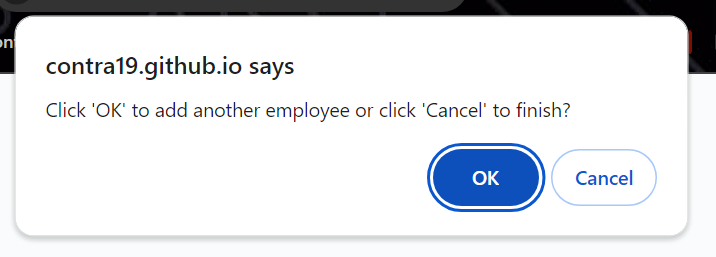 contra19.github.io says
Click 'OK' to add another employee or click 'Cancel' to finish?
OK
Cancel